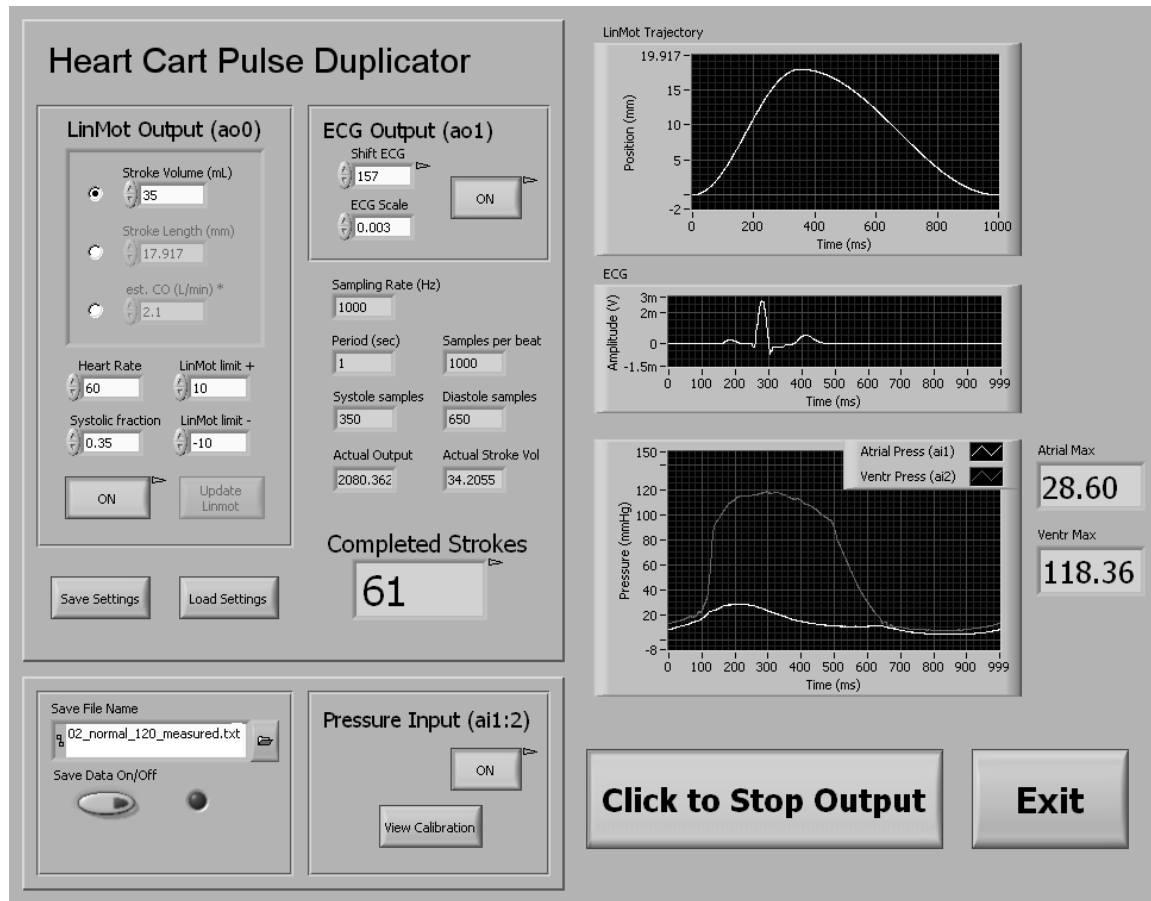 Heart Cart Pulse Duplicator
LinMot Output (ao0)
Stroke Volume (mL)
35
Stroke Length (mm)
17.917
est. CO (L/min) *
2.1
Heart Rate
60
LinMot limit +
10
Systolic fraction
0.35
LinMot limit -
-10
ON
Update
Linmot
Save Settings
Load Settings
ECG Output (ao1)
Shift ECG
157
ECG Scale
0.003
ON
Sampling Rate (Hz)
1000
Period (sec)
1
Samples per beat
1000
Systole samples
350
Diastole samples
650
Actual Output
2080.362
Actual Stroke Vol
34.2055
Completed Strokes
61
Save File Name
02_normal_120_measured.txt
Save Data On/Off
Pressure Input (ai1:2)
ON
View Calibration
LinMot Trajectory
Position (mm)
19.917
15
10
5
-2
0 200 400 600 800 1000
Time (ms)
ECG
Amplitude (V)
3m
2m
0
-1.5m
0 100 200 300 400 500 600 700 800 900 999
Time (ms)
Pressure (mmHg)
150
120
100
80
60
40
20
-8
Atrial Press (ai1)
Ventr Press (ai2)
0 100 200 300 400 500 600 700 800 900 999
Time (ms)
Atrial Max
28.60
Ventr Max
118.36
Click to Stop Output
Exit